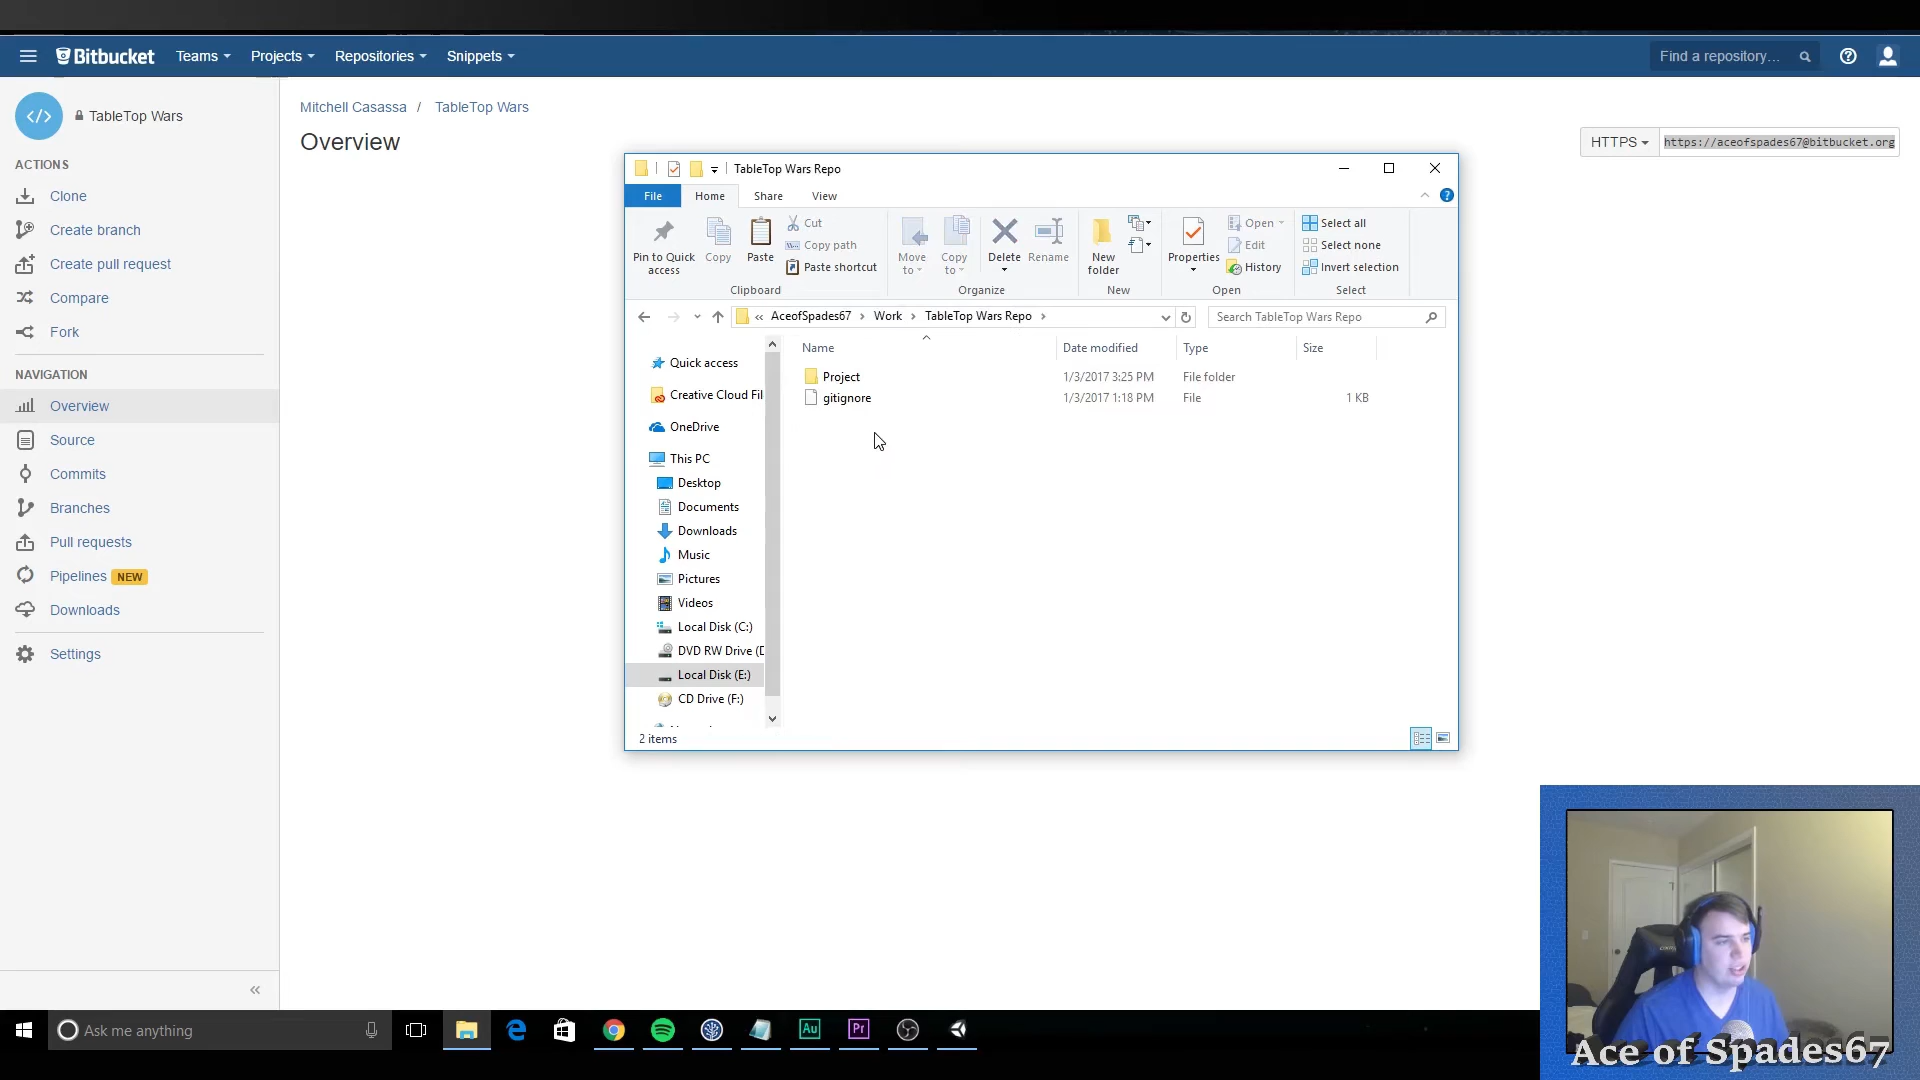 Bitbucket Teams Projects Repositories Snippets Find a repository...
TableTop Wars
ACTIONS
Clone
Create branch
Create pull request
Compare
Fork
NAVIGATION
Overview
Source
Commits
Branches
Pull requests
Pipelines NEW
Downloads
Settings
Mitchell Casassa / TableTop Wars
Overview
HTTPS https://aceofspades67@bitbucket.org
TableTop Wars Repo
File Home Share View
Pin to Quick access
Copy
Paste
Cut
Copy path
Paste shortcut
Clipboard
Move to
Copy to
Delete
Rename
Organize
New folder
New
Properties
Open
Edit
History
Open
Select all
Select none
Invert selection
Select
« AceofSpades67 > Work > TableTop Wars Repo > Search TableTop Wars Repo
Quick access
Creative Cloud Fil
OneDrive
This PC
Desktop
Documents
Downloads
Music
Pictures
Videos
Local Disk (C:)
DVD RW Drive (D
Local Disk (E:)
CD Drive (F:)
Name Date modified Type Size
Project 1/3/2017 3:25 PM File folder
gitignore 1/3/2017 1:18 PM File 1 KB
2 items
Ask me anything
Au
Pr
Ace of Spades67